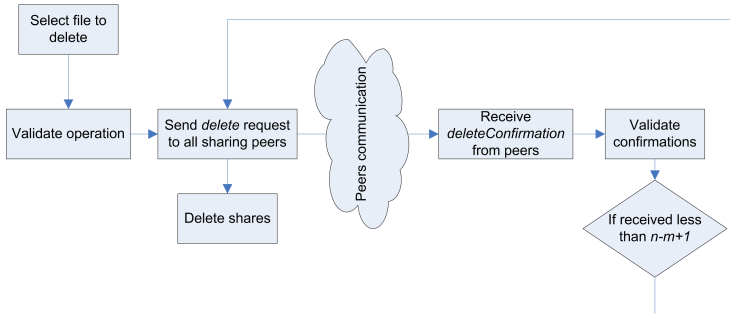 Select file to
delete
Validate operation
Send delete request
to all sharing peers
Delete shares
Peers communication
Receive
deleteConfirmation
from peers
Validate
confirmations
If received less
than n-m+1